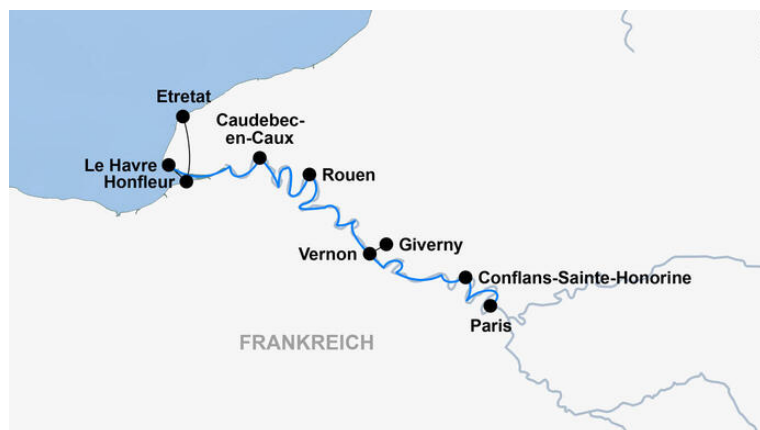 Etretat
Caudebec-
en-Caux
Le Havre
Honfleur
Rouen
Vernon
Giverny
Conflans-Sainte-Honorine
Paris
FRANKREICH